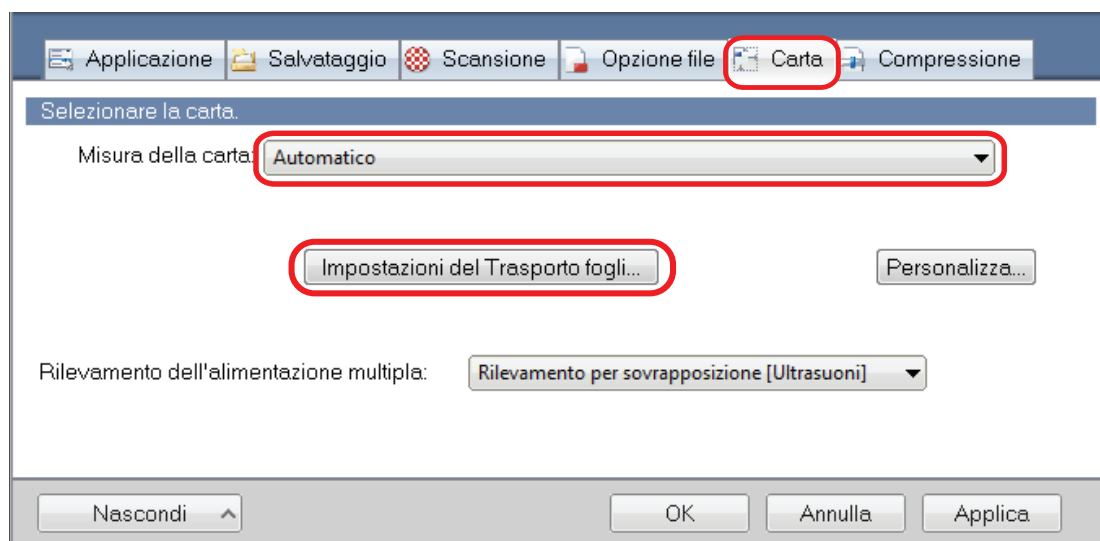 Applicazione Salvataggio Scansione Opzione file Carta Compressione
Selezionare la carta.
Misura della carta: Automatico
Impostazioni del Trasporto fogli... Personalizza...
Rilevamento dell'alimentazione multipla: Rilevamento per sovrapposizione [Ultrasuoni]
Nascondi OK Annulla Applica